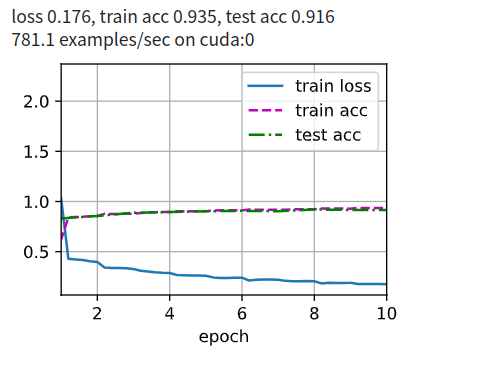 loss 0.176, train acc 0.935, test acc 0.916
781.1 examples/sec on cuda:0
train loss
train acc
test acc
2.0
1.5
1.0
0.5
2 4 6 8 10
epoch